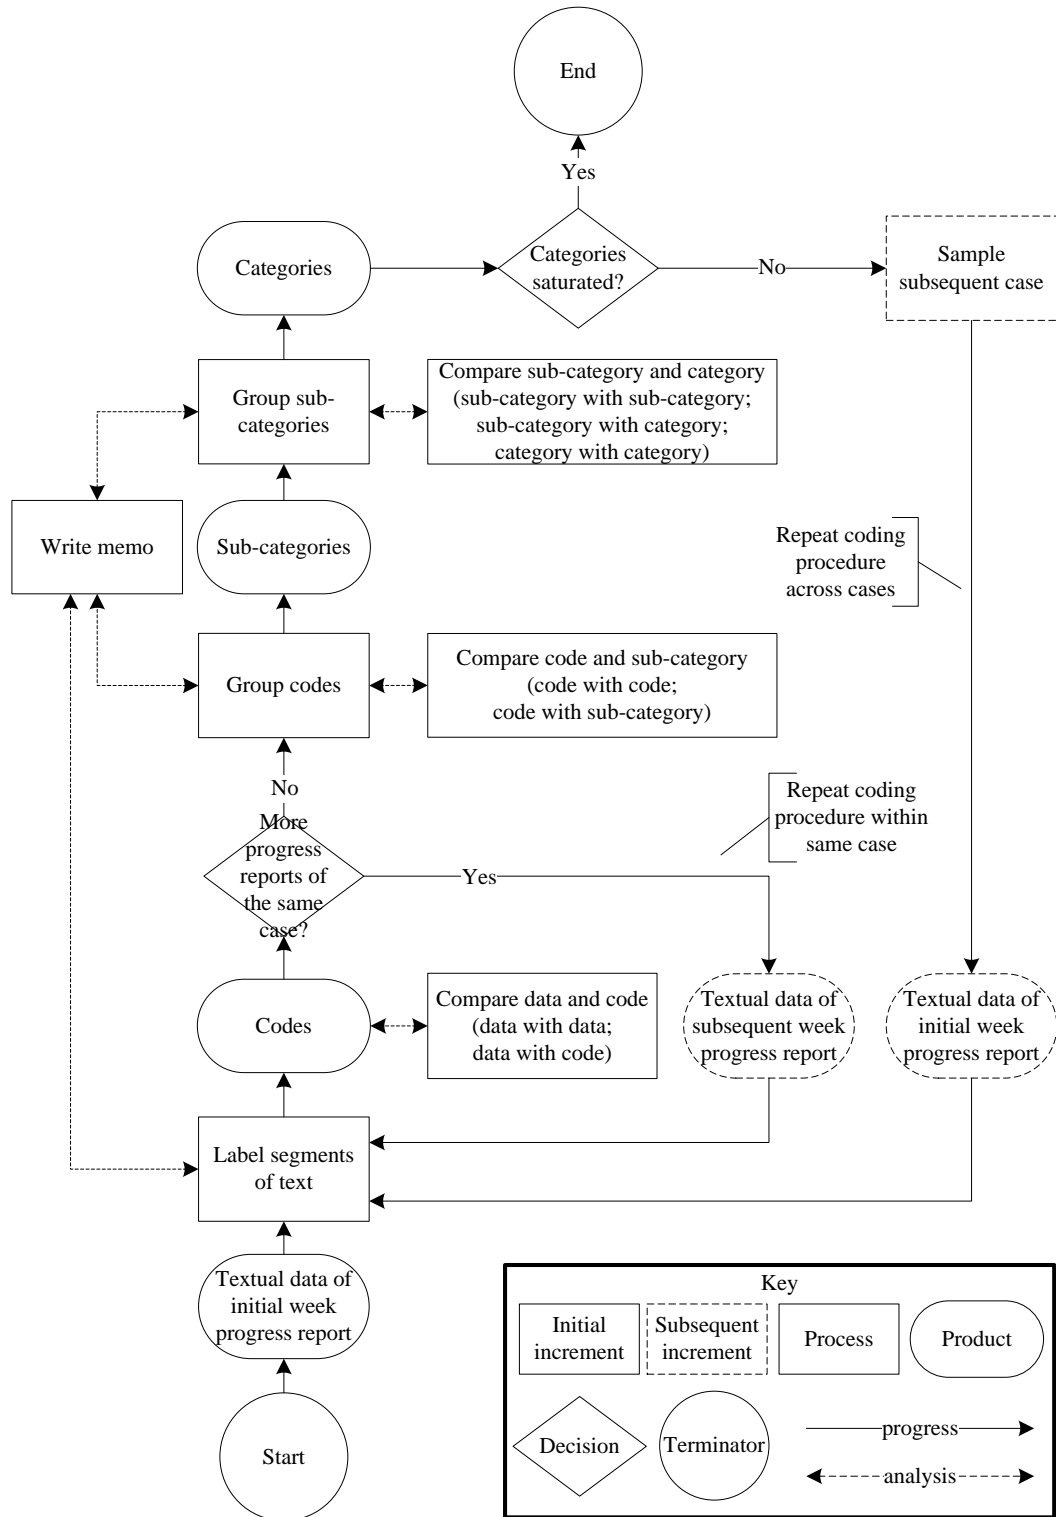 End
Yes
Categories
Categories
saturated?
No
Sample
subsequent case
Group sub-
categories
Compare sub-category and category
(sub-category with sub-category;
sub-category with category;
category with category)
Write memo
Sub-categories
Repeat coding
procedure
across cases
Group codes
Compare code and sub-category
(code with code;
code with sub-category)
No
Repeat coding
procedure within
same case
More
progress
reports of
the same
case?
Yes
Codes
Compare data and code
(data with data;
data with code)
Textual data of
subsequent week
progress report
Textual data of
initial week
progress report
Label segments
of text
Textual data of
initial week
progress report
Start
Key
Initial
increment
Subsequent
increment
Process
Product
Decision
Terminator
progress
analysis